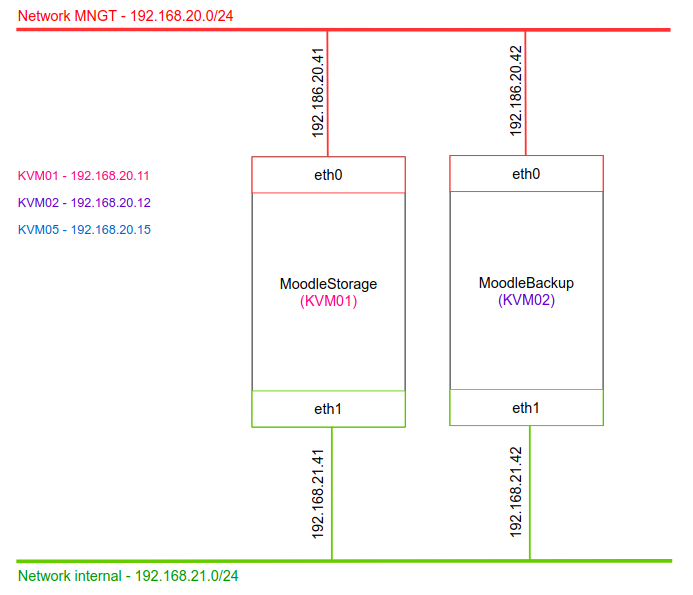 Network MNGT - 192.168.20.0/24
192.186.20.41
192.186.20.42
KVM01 - 192.168.20.11
KVM02 - 192.168.20.12
KVM05 - 192.168.20.15
eth0
eth0
MoodleStorage
(KVM01)
MoodleBackup
(KVM02)
eth1
eth1
192.168.21.41
192.168.21.42
Network internal - 192.168.21.0/24